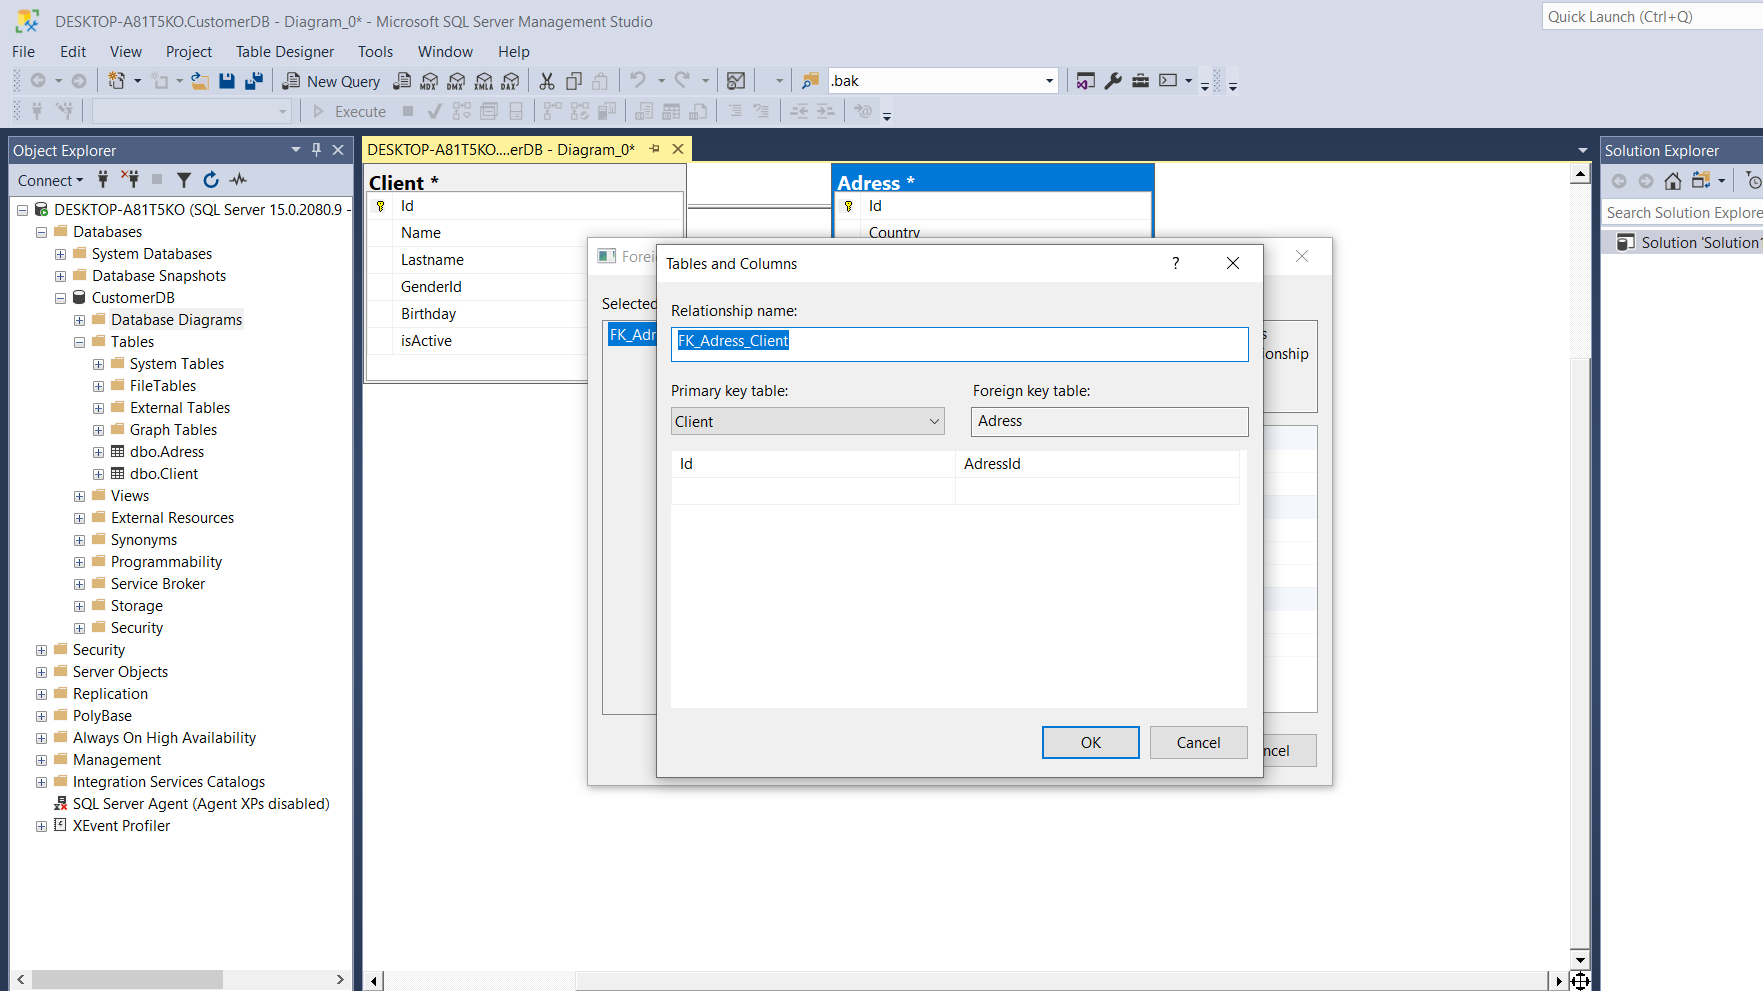 DESKTOP-A81T5KO.CustomerDB - Diagram_0* - Microsoft SQL Server Management Studio
Quick Launch (Ctrl+Q)
File Edit View Project Table Designer Tools Window Help
New Query MDX DMX XMLA DAX .bak
Execute
Object Explorer
DESKTOP-A81T5KO....erDB - Diagram_0*
Solution Explorer
Connect
Client *
Adress *
DESKTOP-A81T5KO (SQL Server 15.0.2080.9 -
Id
Id
Search Solution Explore
Databases
Name
Country
Solution 'Solution1
System Databases
Lastname
Forei
Tables and Columns
?
Database Snapshots
GenderId
CustomerDB
Selected
Relationship name:
Database Diagrams
Birthday
FK_Adr
FK_Adress_Client
s
Tables
isActive
ionship
System Tables
FileTables
Primary key table:
Foreign key table:
External Tables
Client
Adress
Graph Tables
dbo.Adress
Id
AdressId
dbo.Client
Views
External Resources
Synonyms
Programmability
Service Broker
Storage
Security
Security
Server Objects
Replication
PolyBase
Always On High Availability
OK
Cancel
ncel
Management
Integration Services Catalogs
SQL Server Agent (Agent XPs disabled)
XEvent Profiler